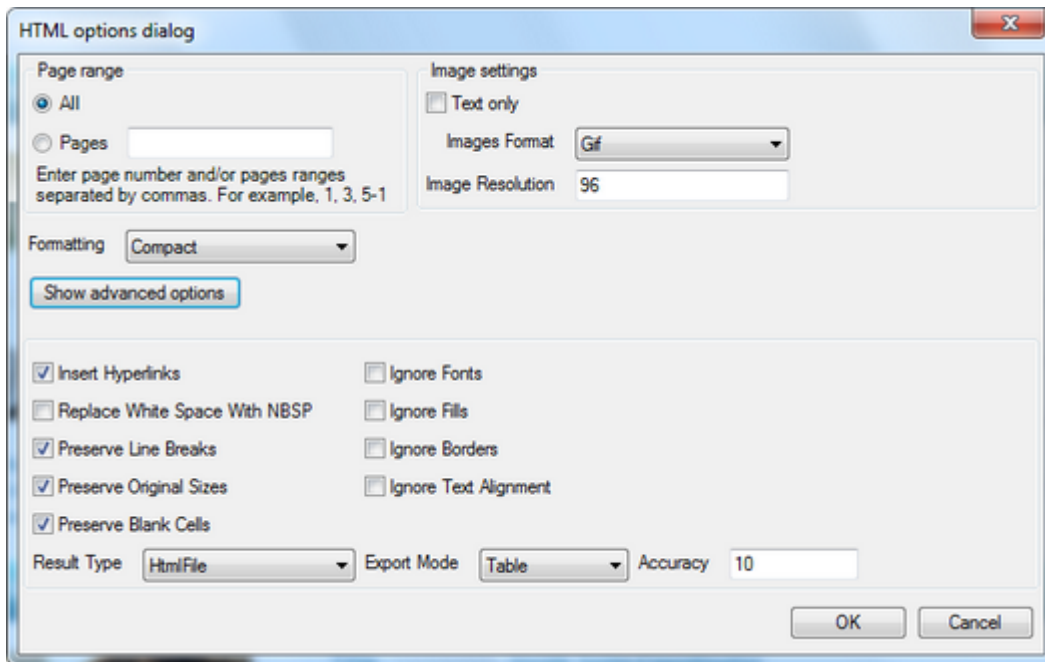 HTML options dialog
Page range
All
Pages
Enter page number and/or pages ranges
separated by commas. For example, 1, 3, 5-1
Image settings
Text only
Images Format Gif
Image Resolution 96
Formatting Compact
Show advanced options
Insert Hyperlinks
Replace White Space With NBSP
Preserve Line Breaks
Preserve Original Sizes
Preserve Blank Cells
Ignore Fonts
Ignore Fills
Ignore Borders
Ignore Text Alignment
Result Type HtmlFile Export Mode Table Accuracy 10
OK Cancel